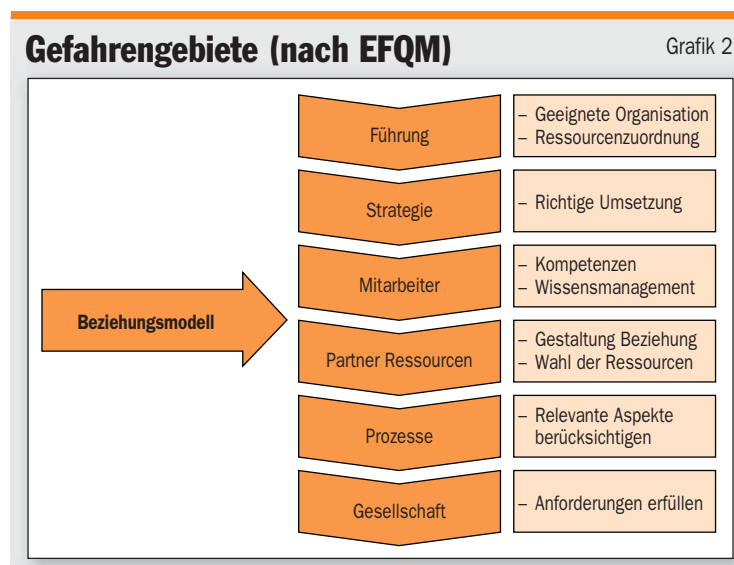 Gefahrengebiete (nach EFQM)
Grafik 2
Führung
– Geeignete Organisation
– Ressourcenzuordnung
Strategie
– Richtige Umsetzung
Mitarbeiter
– Kompetenzen
– Wissensmanagement
Beziehungsmodell
Partner Ressourcen
– Gestaltung Beziehung
– Wahl der Ressourcen
Prozesse
– Relevante Aspekte
berücksichtigen
Gesellschaft
– Anforderungen erfüllen